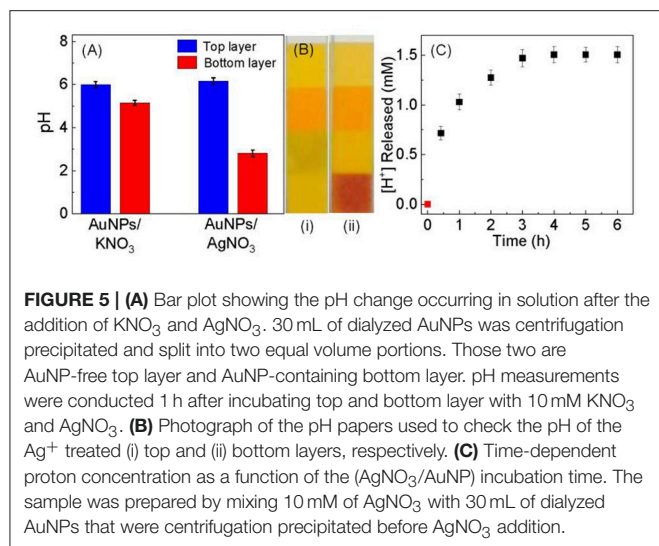 (A)
Top layer
Bottom layer
pH
8
6
4
2
0
AuNPs/
KNO₃
AuNPs/
AgNO₃
(B)
(i)
(ii)
(C)
[H⁺] Released (mM)
1.5
1.0
0.5
0.0
0 1 2 3 4 5 6
Time (h)
FIGURE 5 | (A) Bar plot showing the pH change occurring in solution after the
addition of KNO₃ and AgNO₃. 30 mL of dialyzed AuNPs was centrifugation
precipitated and split into two equal volume portions. Those two are
AuNP-free top layer and AuNP-containing bottom layer. pH measurements
were conducted 1 h after incubating top and bottom layer with 10 mM KNO₃
and AgNO₃. (B) Photograph of the pH papers used to check the pH of the
Ag⁺ treated (i) top and (ii) bottom layers, respectively. (C) Time-dependent
proton concentration as a function of the (AgNO₃/AuNP) incubation time. The
sample was prepared by mixing 10 mM of AgNO₃ with 30 mL of dialyzed
AuNPs that were centrifugation precipitated before AgNO₃ addition.